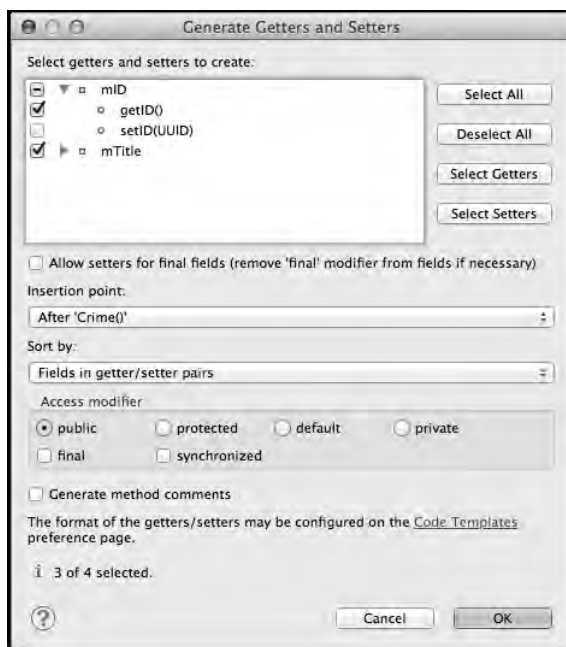 Generate Getters and Setters
Select getters and setters to create:
mID
getID()
setID(UUID)
mTitle
Select All
Deselect All
Select Getters
Select Setters
Allow setters for final fields (remove 'final' modifier from fields if necessary)
Insertion point:
After 'Crime()'
Sort by:
Fields in getter/setter pairs
Access modifier
public protected default private
final synchronized
Generate method comments
The format of the getters/setters may be configured on the Code Templates
preference page.
i 3 of 4 selected.
? Cancel OK